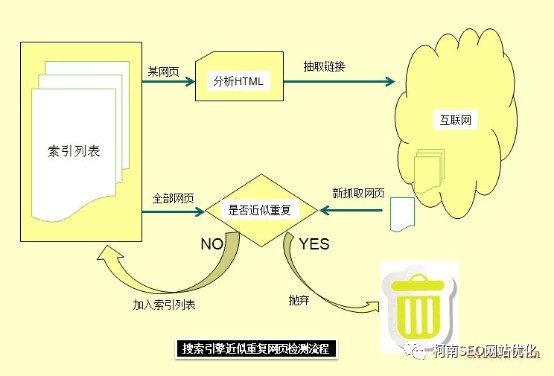 某网页
分析HTML
抽取链接
互联网
索引列表
全部网页
是否近似重复
新抓取网页
NO
YES
加入索引列表
抛弃
搜索引擎近似重复网页检测流程
柯南SEO网站优化